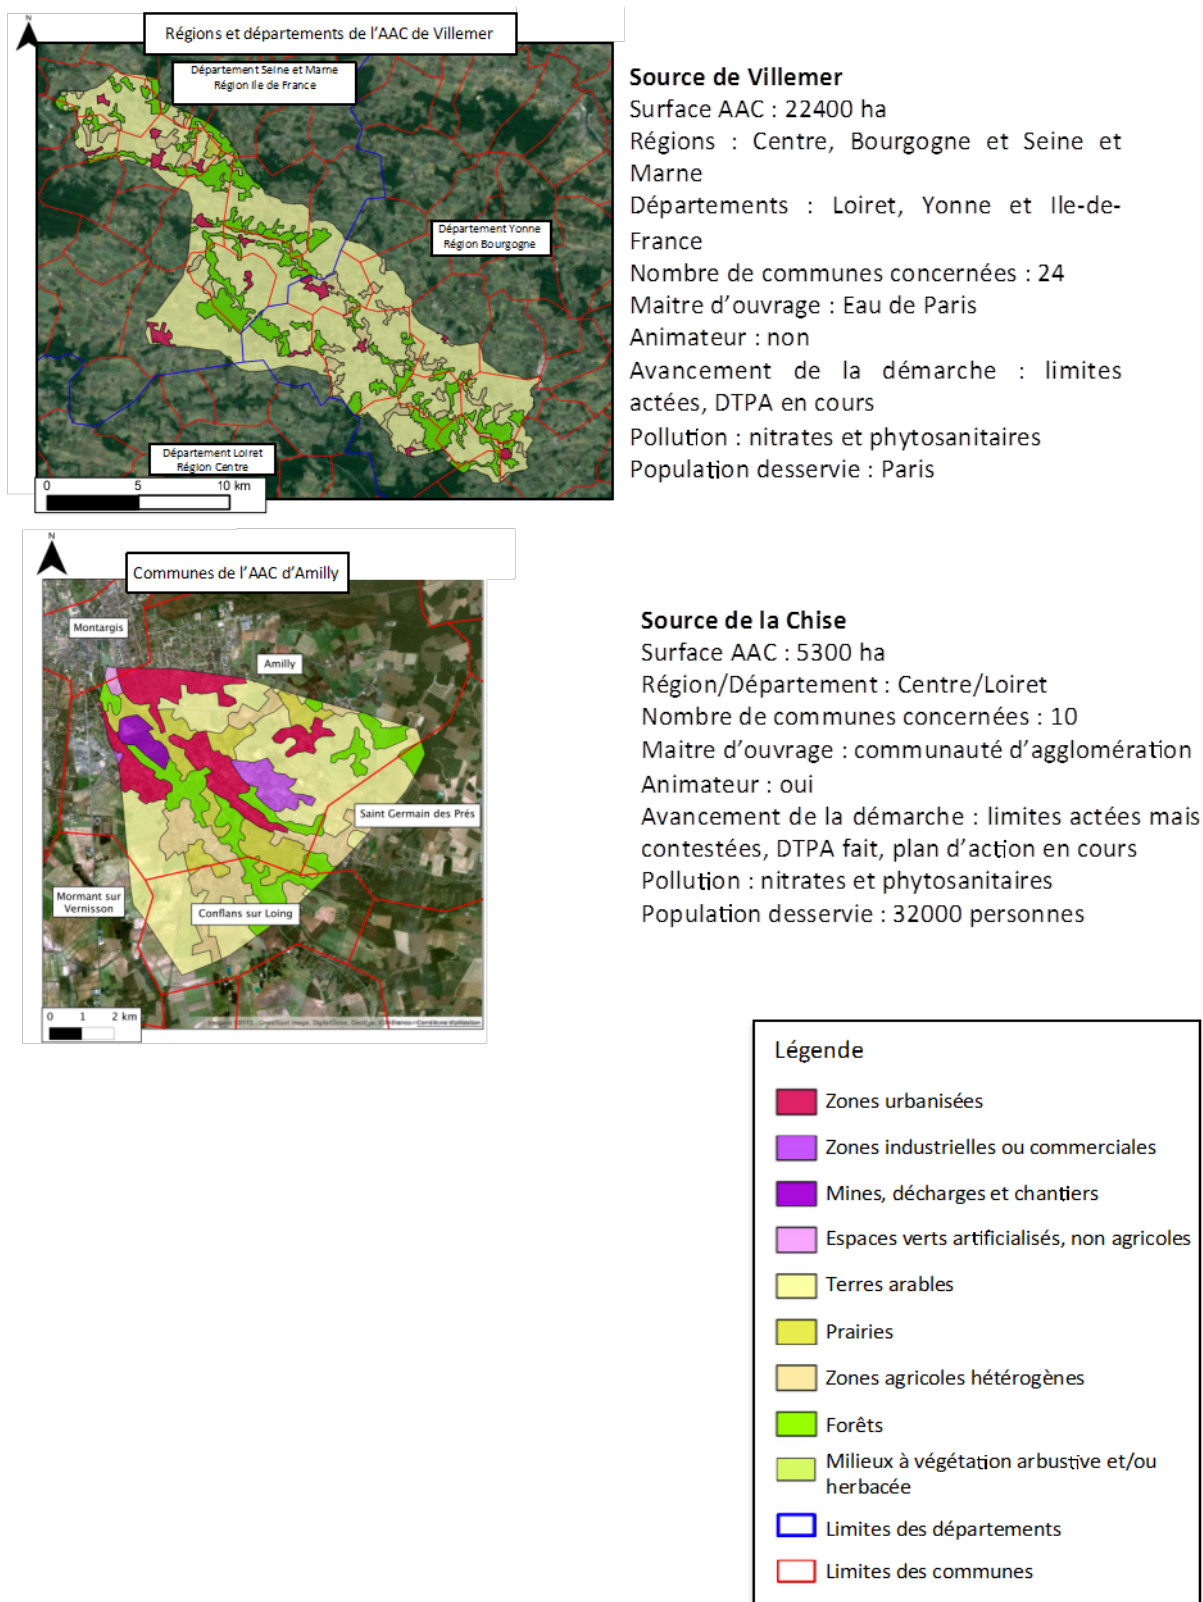 N
Régions et départements de l'AAC de Villemer
Département Seine et Marne
Région Ile de France
Département Yonne
Région Bourgogne
Département Loiret
Région Centre
0 5 10 km
Source de Villemer
Surface AAC : 22400 ha
Régions : Centre, Bourgogne et Seine et
Marne
Départements : Loiret, Yonne et Ile-de-
France
Nombre de communes concernées : 24
Maitre d'ouvrage : Eau de Paris
Animateur : non
Avancement de la démarche : limites
actées, DTPA en cours
Pollution : nitrates et phytosanitaires
Population desservie : Paris
N
Communes de l'AAC d'Amilly
Montargis
Amilly
Saint Germain des Prés
Mormant sur
Vernisson
Conflans sur Loing
0 1 2 km
Source de la Chise
Surface AAC : 5300 ha
Région/Département : Centre/Loiret
Nombre de communes concernées : 10
Maitre d'ouvrage : communauté d'agglomération
Animateur : oui
Avancement de la démarche : limites actées mais
contestées, DTPA fait, plan d'action en cours
Pollution : nitrates et phytosanitaires
Population desservie : 32000 personnes
Légende
Zones urbanisées
Zones industrielles ou commerciales
Mines, décharges et chantiers
Espaces verts artificialisés, non agricoles
Terres arables
Prairies
Zones agricoles hétérogènes
Forêts
Milieux à végétation arbustive et/ou
herbacée
Limites des départements
Limites des communes